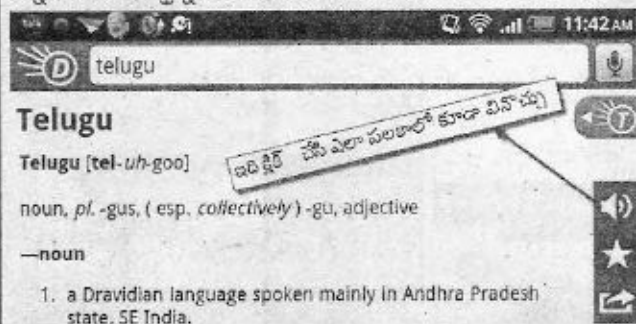 11:42 AM
D telugu
Telugu
T
ఇది క్లిక్ చేసి ఎలా పలకాలో కూడా వినొచ్చు
Telugu [tel-uh-goo]
noun, pl. -gus, ( esp. collectively ) -gu, adjective
—noun
1. a Dravidian language spoken mainly in Andhra Pradesh
state, SE India.